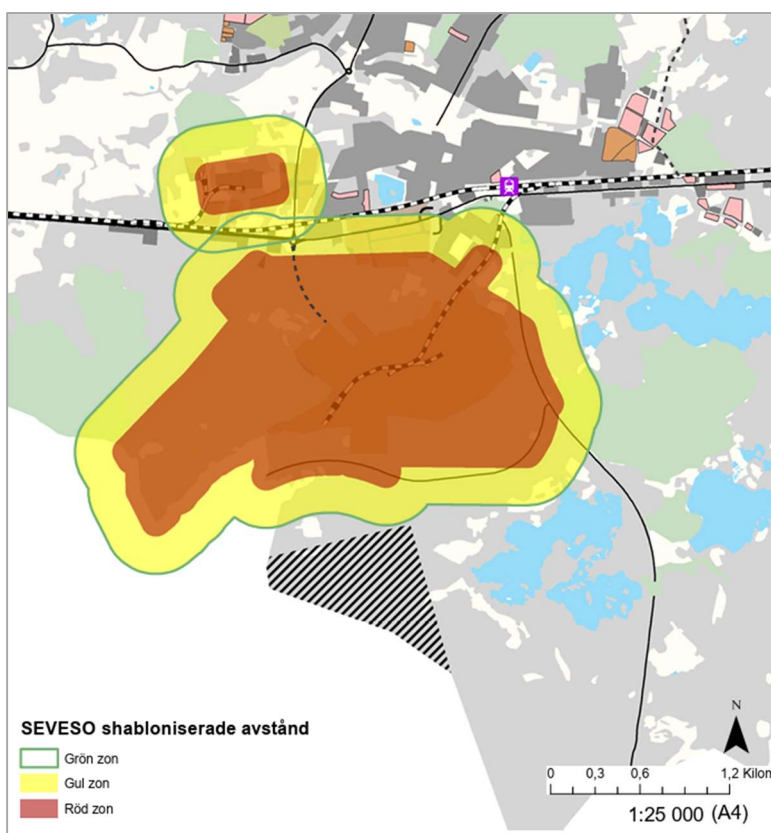 SEVESO shabloniserade avstånd
Grön zon
Gul zon
Röd zon
N
0 0,3 0,6 1,2 Kilom
1:25 000 (A4)